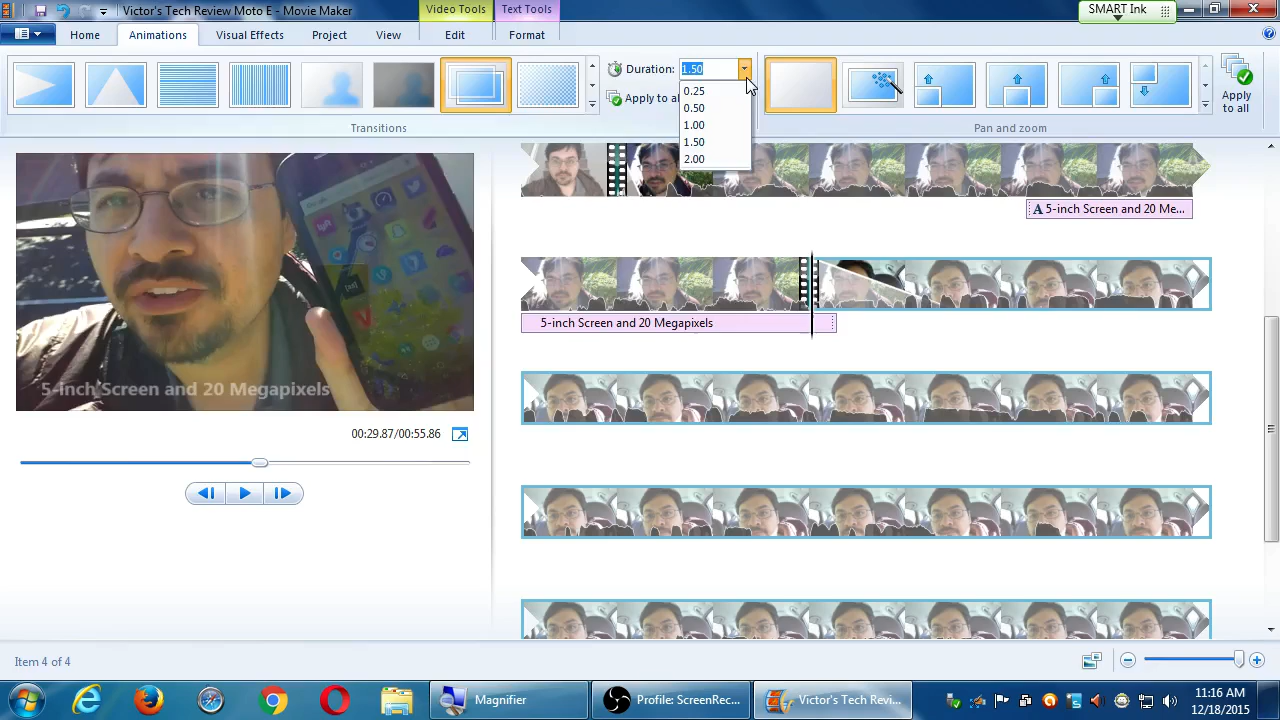 Victor's Tech Review Moto E - Movie Maker
Video Tools
Text Tools
SMART Ink
Home
Animations
Visual Effects
Project
View
Edit
Format
Duration:
1.50
0.25
0.50
1.00
1.50
2.00
Apply to al
Apply
to all
Transitions
Pan and zoom
A 5-inch Screen and 20 Me...
5-inch Screen and 20 Megapixels
5-inch Screen and 20 Megapixels
00:29.87/00:55.86
Item 4 of 4
Magnifier
Profile: ScreenRec...
Victor's Tech Revi...
11:16 AM
12/18/2015